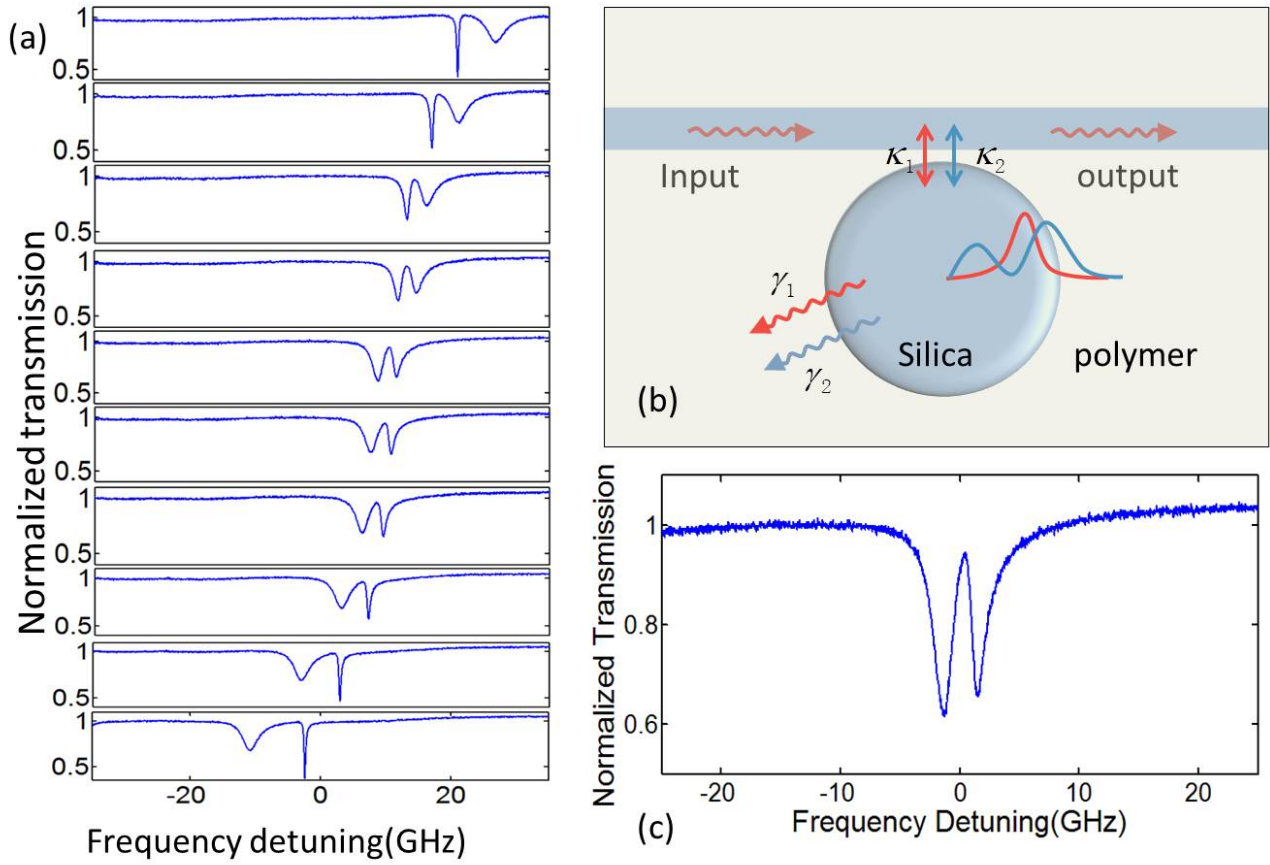 (a)
Normalized transmission
1
0.5
1
0.5
1
0.5
1
0.5
1
0.5
1
0.5
1
0.5
1
0.5
1
0.5
1
0.5
-20 0 20
Frequency detuning(GHz)
κ1 κ2
Input output
γ1
γ2
Silica polymer
(b)
Normalized Transmission
1
0.8
0.6
-20 -10 0 10 20
(c) Frequency Detuning(GHz)